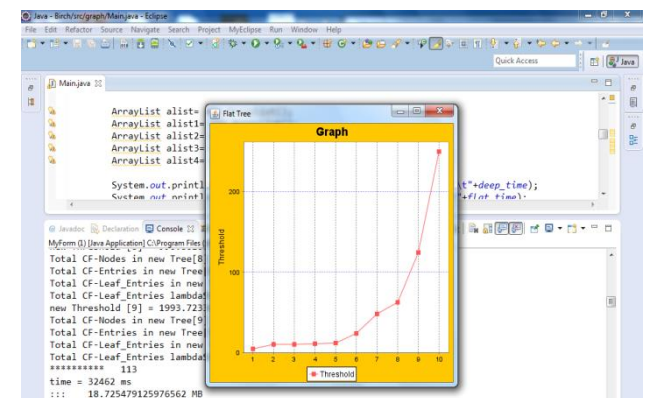 Java - Birch/src/graph/Main.java - Eclipse
File Edit Refactor Source Navigate Search Project MyEclipse Run Window Help
Quick Access
Java
Main.java
ArrayList alist=
ArrayList alist1=
ArrayList alist2=
ArrayList alist3=
ArrayList alist4=
System.out.printl
\t"+deep_time);
System.out.printl
"+flat_time);
Flat Tree
Graph
Threshold
200
100
0
1 2 3 4 5 6 7 8 9 10
Threshold
Javadoc Declaration Console
MyForm (1) [Java Application] C:\Program Files
Total CF-Nodes in new Tree[8
Total CF-Entries in new Tree
Total CF-Leaf_Entries in new
Total CF-Leaf_Entries lambdaS
new Threshold [9] = 1993.7233
Total CF-Nodes in new Tree[9
Total CF-Entries in new Tree
Total CF-Leaf_Entries in new
Total CF-Leaf_Entries lambdaS
********** 113
time = 32462 ms
::: 18.725479125976562 MB